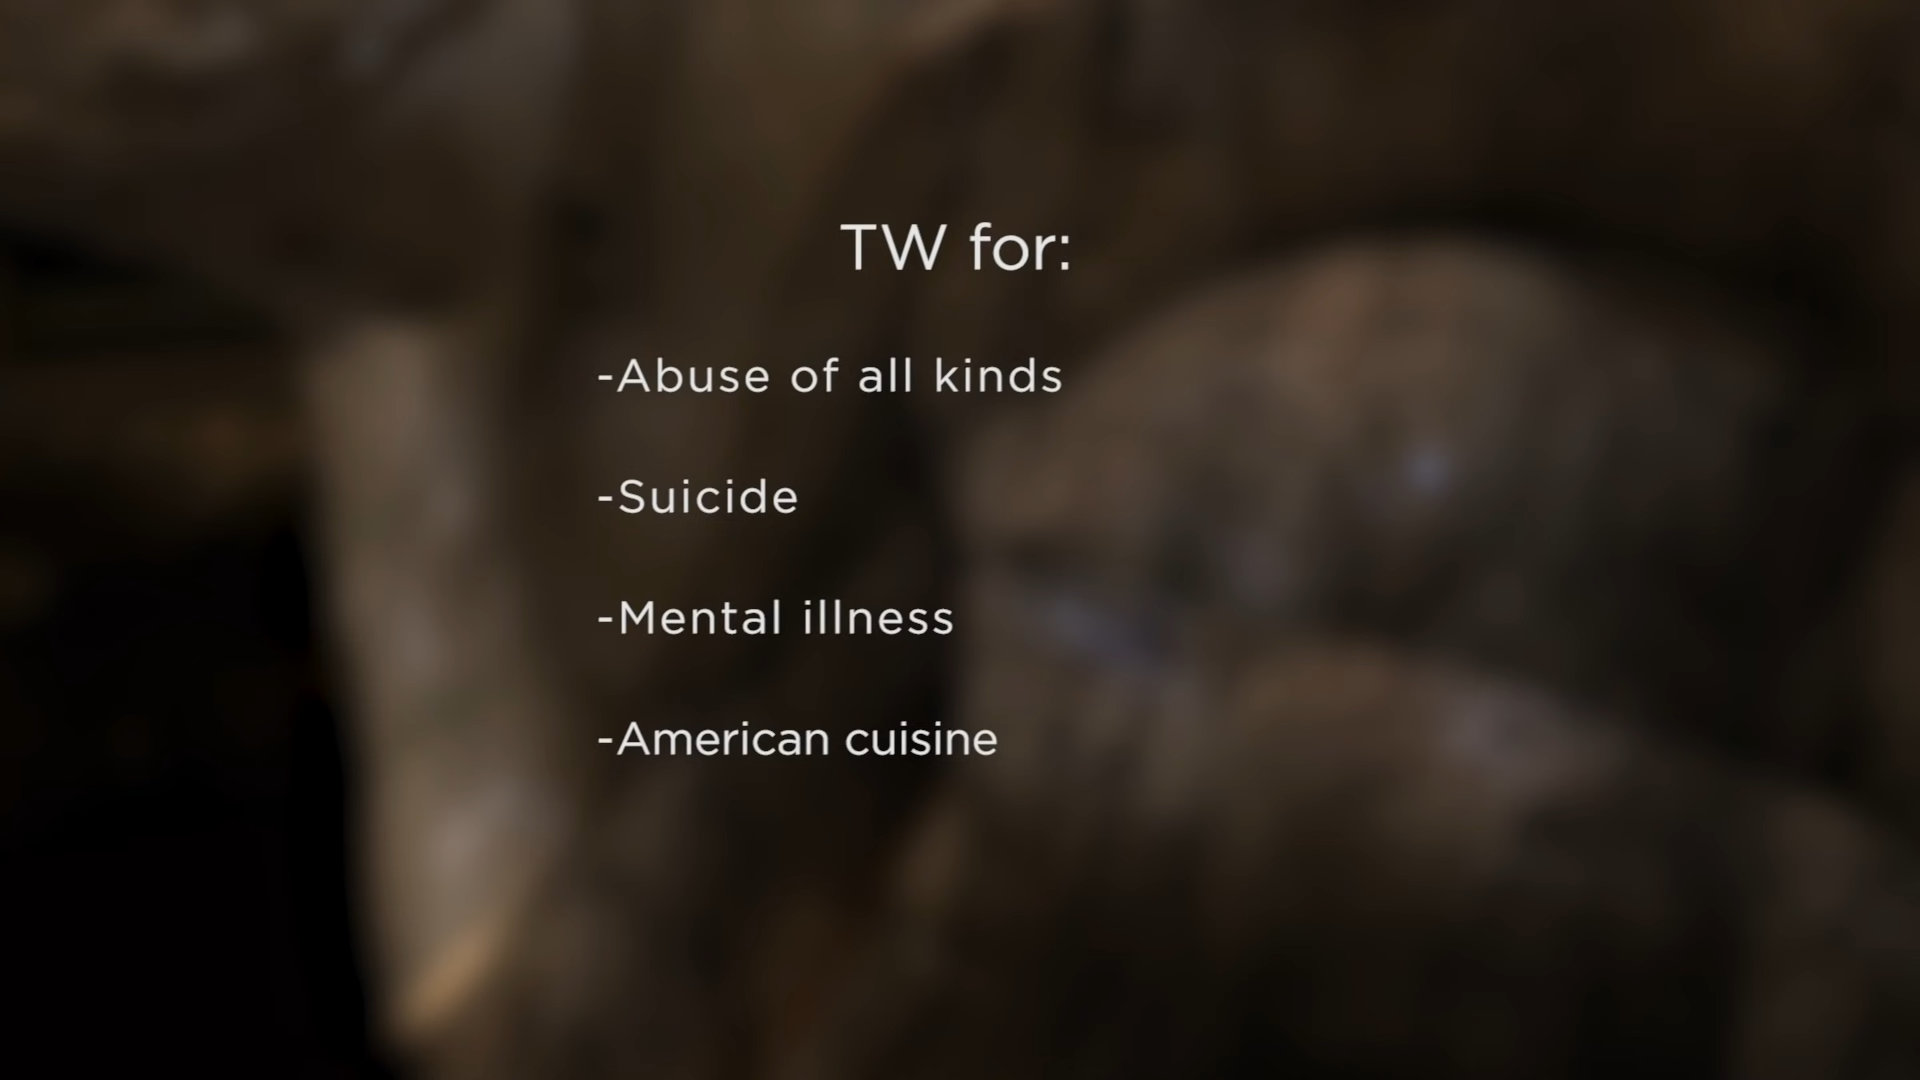 TW for:
-Abuse of all kinds
-Suicide
-Mental illness
-American cuisine